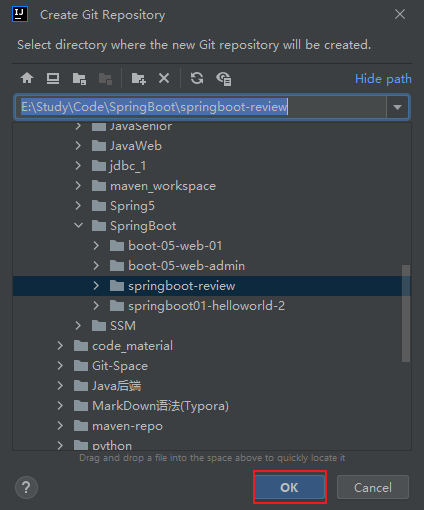 IJ Create Git Repository
Select directory where the new Git repository will be created.
Hide path
E:\Study\Code\SpringBoot\springboot-review
JavaSenior
JavaWeb
jdbc_1
maven_workspace
Spring5
SpringBoot
boot-05-web-01
boot-05-web-admin
springboot-review
springboot01-helloworld-2
SSM
code_material
Git-Space
Java后端
MarkDown语法(Typora)
maven-repo
python
Drag and drop a file into the space above to quickly locate it
? OK Cancel